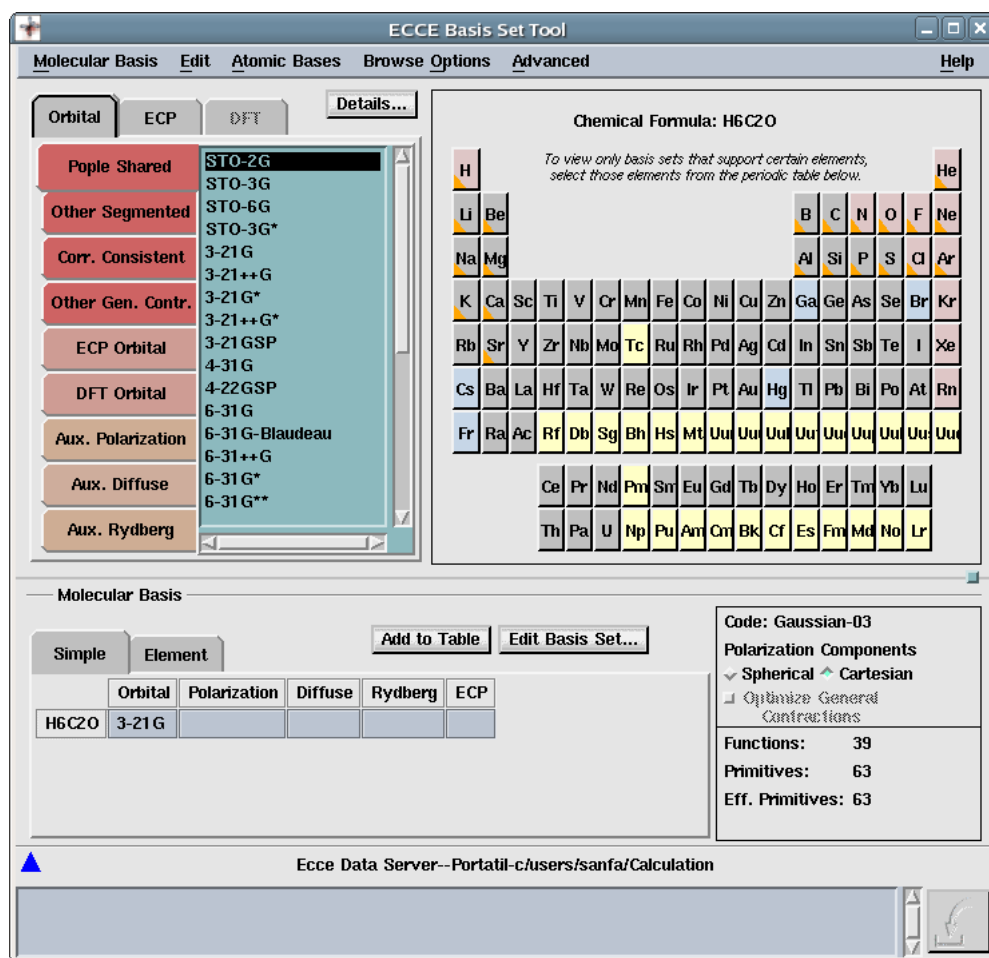 ECCE Basis Set Tool
Molecular Basis Edit Atomic Bases Browse Options Advanced Help
Orbital ECP DFT Details...
Pople Shared
Other Segmented
Corr. Consistent
Other Gen. Contr.
ECP Orbital
DFT Orbital
Aux. Polarization
Aux. Diffuse
Aux. Rydberg
STO-2G
STO-3G
STO-6G
STO-3G*
3-21G
3-21++G
3-21G*
3-21++G*
3-21GSP
4-31G
4-22GSP
6-31G
6-31G-Blaudeau
6-31++G
6-31G*
6-31G**
Chemical Formula: H6C2O
To view only basis sets that support certain elements,
select those elements from the periodic table below.
H He
Li Be B C N O F Ne
Na Mg Al Si P S Cl Ar
K Ca Sc Ti V Cr Mn Fe Co Ni Cu Zn Ga Ge As Se Br Kr
Rb Sr Y Zr Nb Mo Tc Ru Rh Pd Ag Cd In Sn Sb Te I Xe
Cs Ba La Hf Ta W Re Os Ir Pt Au Hg Tl Pb Bi Po At Rn
Fr Ra Ac Rf Db Sg Bh Hs Mt
Ce Pr Nd Pm Sm Eu Gd Tb Dy Ho Er Tm Yb Lu
Th Pa U Np Pu Am Cm BK Cf Es Fm Md No Lr
Molecular Basis
Simple Element Add to Table Edit Basis Set...
Orbital Polarization Diffuse Rydberg ECP
H6C2O 3-21G
Code: Gaussian-03
Polarization Components
Spherical Cartesian
Optimize General
Contractions
Functions: 39
Primitives: 63
Eff. Primitives: 63
Ecce Data Server--Portatil-c/users/sanfa/Calculation